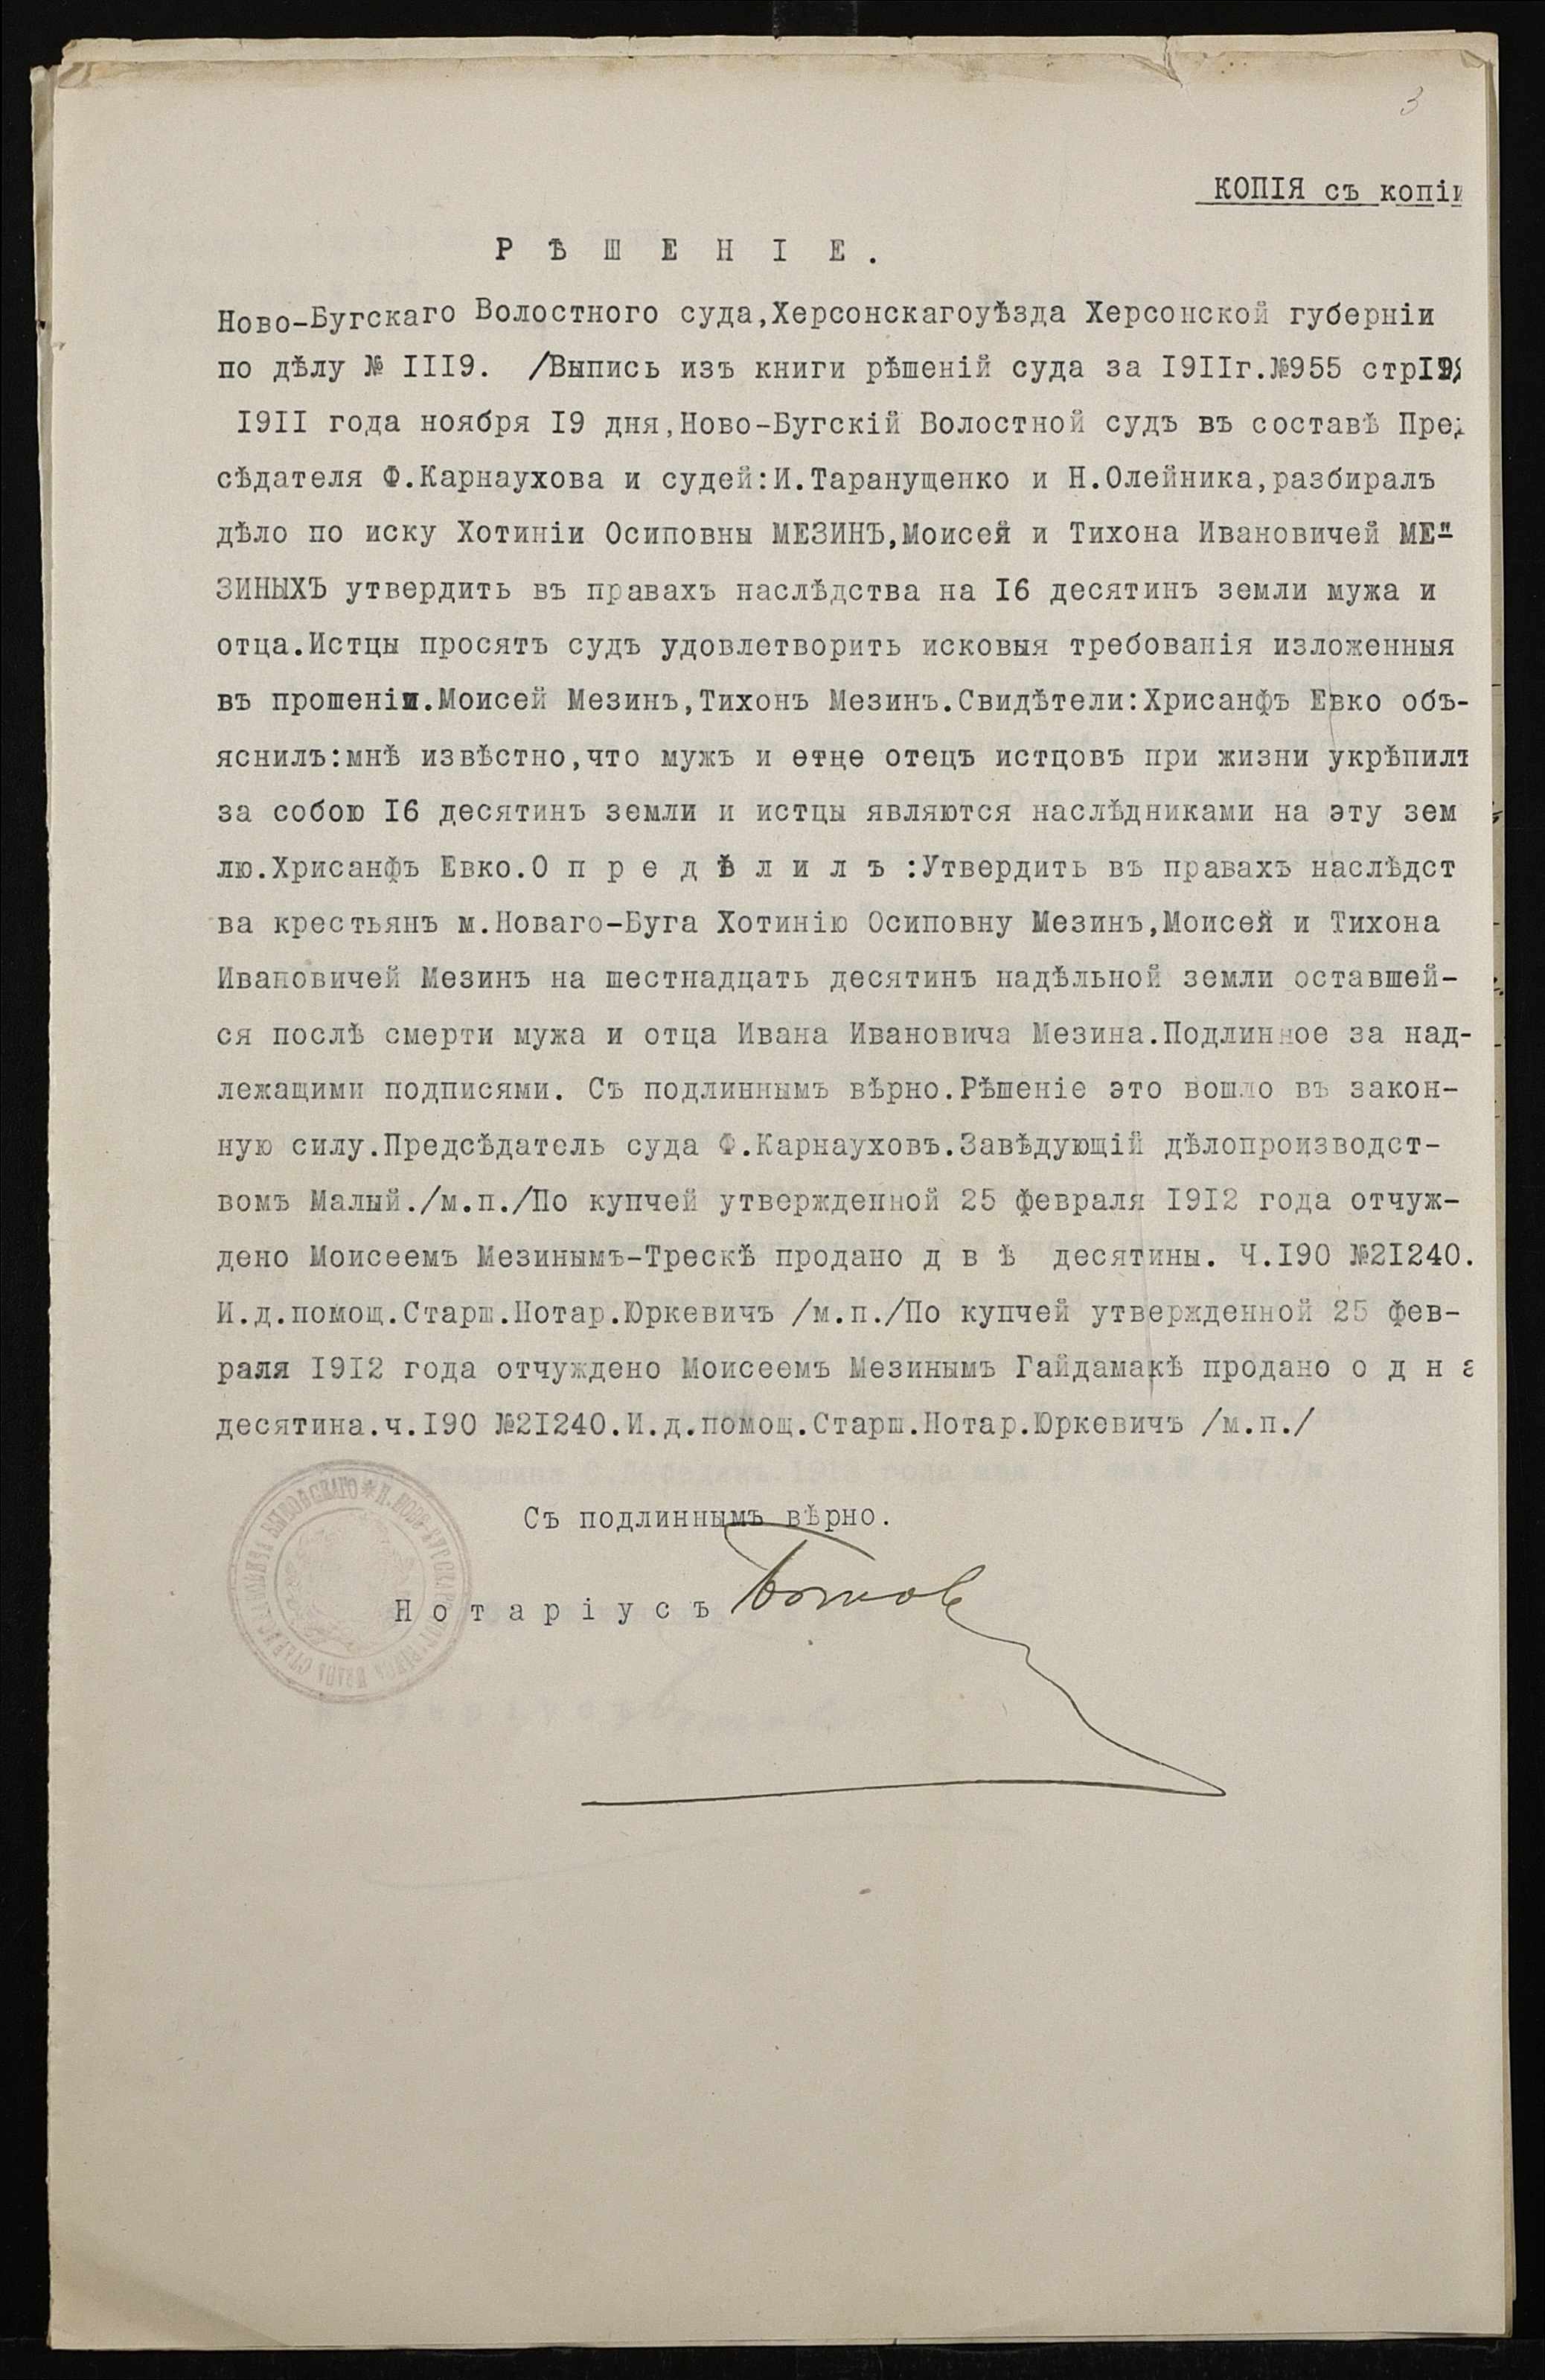 3
КОПІЯ съ копіи
Р Ѣ Ш Е Н І Е .
Ново-Бугскаго Волостного суда,Херсонскагоуѣзда Херсонской губерніи
по дѣлу № III9. /Выпись изъ книги рѣшеній суда за I9IIг.№955 стр
I9II года ноября I9 дня,Ново-Бугскій Волостной судъ въ составѣ Пред
сѣдателя Ф.Карнаухова и судей:И.Таранущенко и Н.Олейника,разбиралъ
дѣло по иску Хотиніи Осиповны МЕЗИНЪ,Моисея и Тихона Ивановичей МЕ-
ЗИНЫХЪ утвердить въ правахъ наслѣдства на I6 десятинъ земли мужа и
отца.Истцы просятъ судъ удовлетворить исковыя требованія изложенныя
въ прошеніи.Моисей Мезинъ,Тихонъ Мезинъ.Свидѣтели:Хрисанфъ Евко объ-
яснилъ:мнѣ извѣстно,что мужъ и отце отецъ истцовъ при жизни укрѣпилъ
за собою I6 десятинъ земли и истцы являются наслѣдниками на эту зем
лю.Хрисанфъ Евко.О п р е д ѣ л и л ъ :Утвердить въ правахъ наслѣдст
ва крестьянъ м.Новаго-Буга Хотинію Осиповну Мезинъ,Моисея и Тихона
Ивановичей Мезинъ на шестнадцать десятинъ надѣльной земли оставшей-
ся послѣ смерти мужа и отца Ивана Ивановича Мезина.Подлинное за над-
лежащими подписями. Съ подлиннымъ вѣрно.Рѣшеніе это вошло въ закон-
ную силу.Предсѣдатель суда Ф.Карнауховъ.Завѣдующій дѣлопроизводст-
вомъ Малый./м.п./По купчей утвержденной 25 февраля I9I2 года отчуж-
дено Моисеемъ Мезинымъ-Трескѣ продано д в ѣ десятины. Ч.I90 №2I240.
И.д.помощ.Старш.Нотар.Юркевичъ /м.п./По купчей утвержденной 25 фев-
раля I9I2 года отчуждено Моисеемъ Мезинымъ Гайдамакѣ продано о д н а
десятина.ч.I90 №2I240.И.д.помощ.Старш.Нотар.Юркевичъ /м.п./
Съ подлиннымъ вѣрно.
Н о т а р і у с ъ